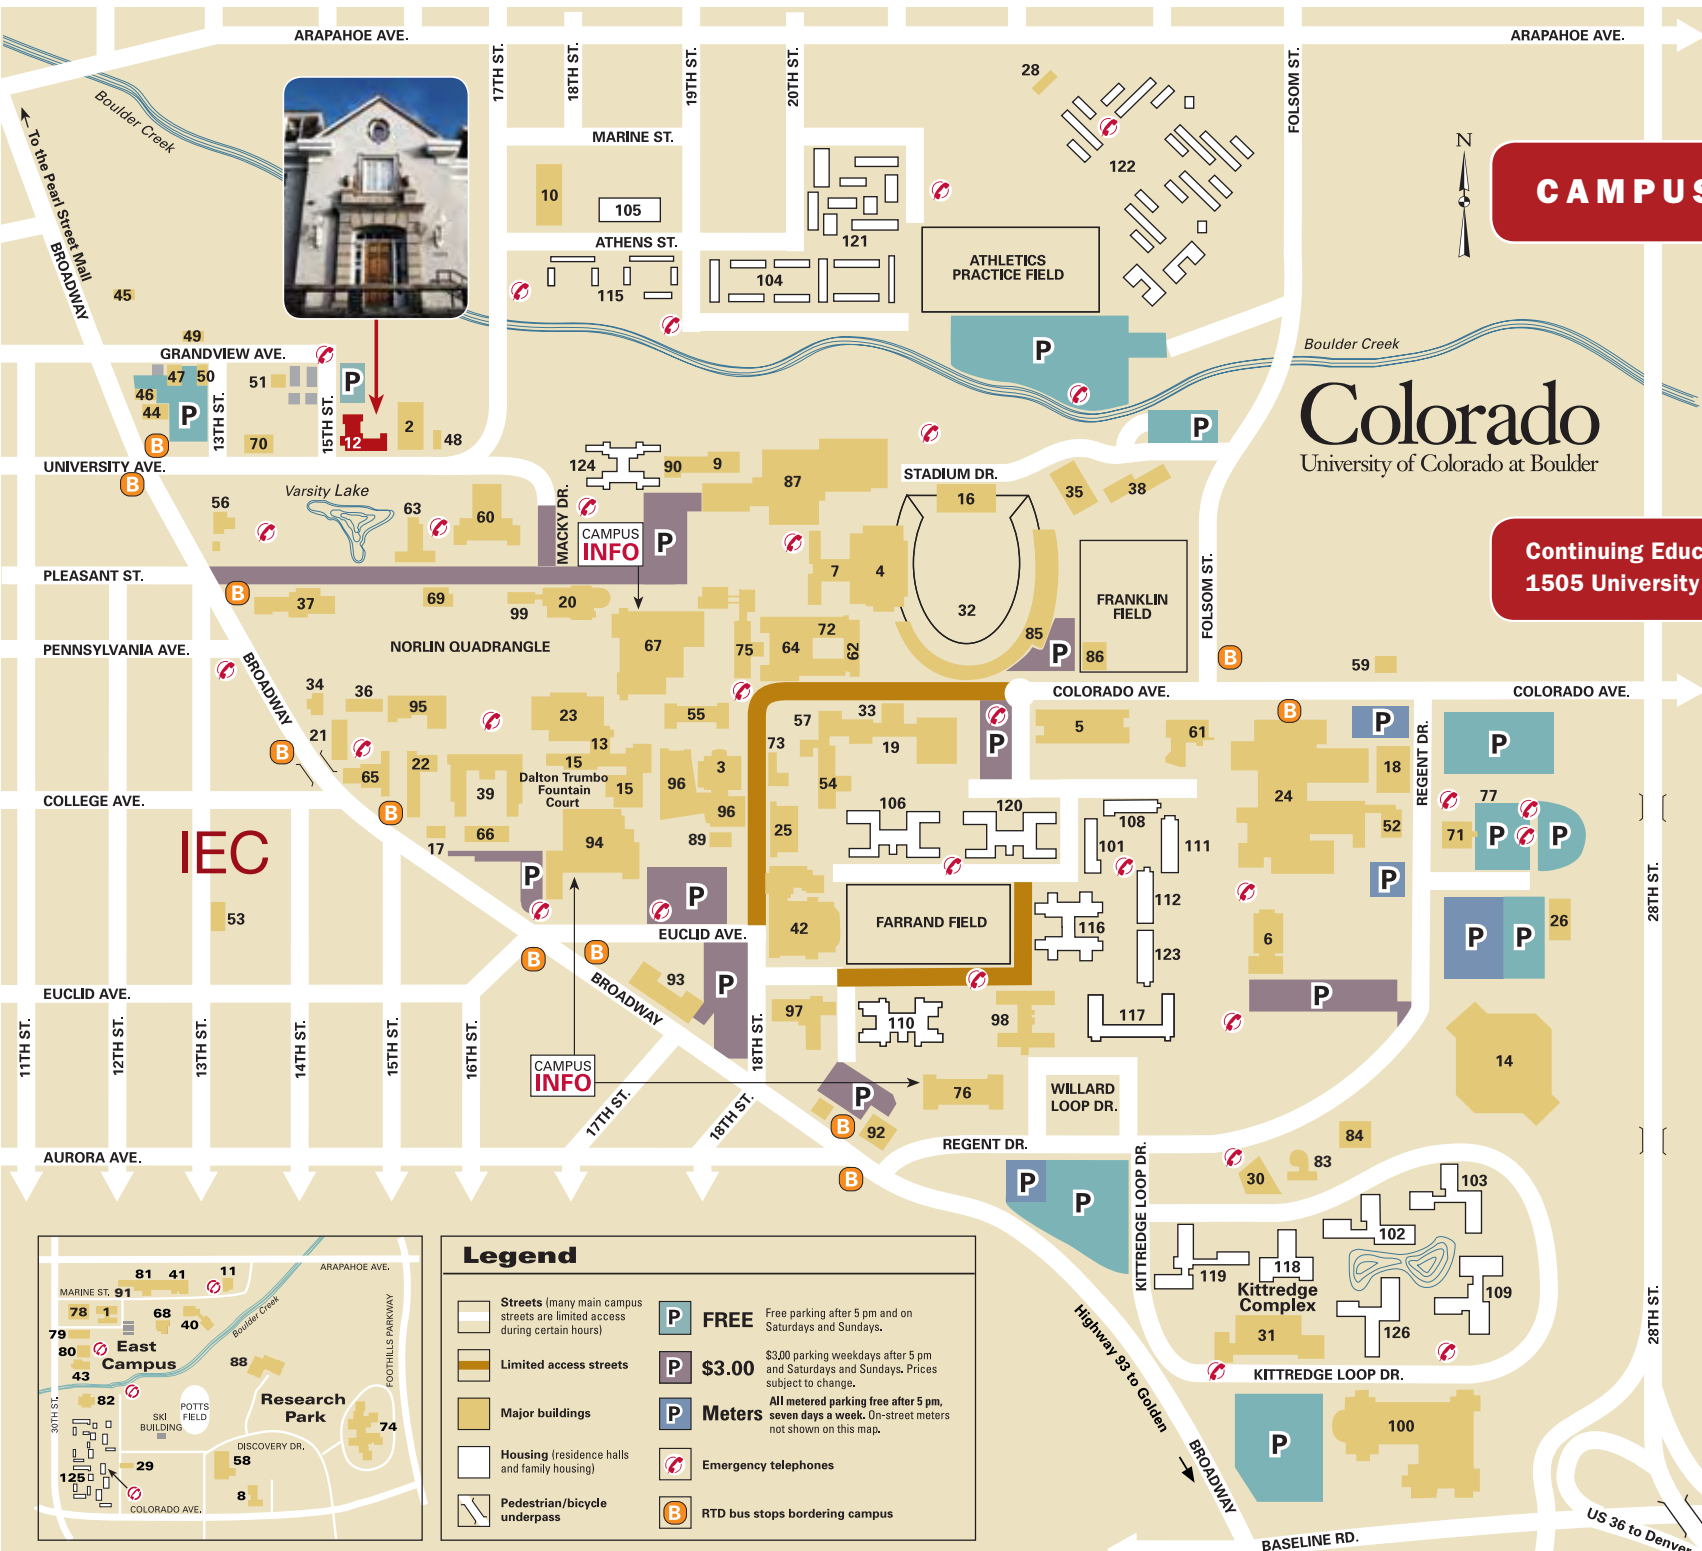 ARAPAHOE AVE.
ARAPAHOE AVE.
17TH ST.
18TH ST.
19TH ST.
20TH ST.
FOLSOM ST.
28
Boulder Creek
To the Pearl Street Mall
BROADWAY
MARINE ST.
122
N
CAMPUS
10
105
121
ATHENS ST.
ATHLETICS
PRACTICE FIELD
104
115
45
49
GRANDVIEW AVE.
P
Boulder Creek
47
50
51
P
46
44
P
13TH ST.
15TH ST.
70
12
2
48
B
P
Colorado
University of Colorado at Boulder
UNIVERSITY AVE.
B
124
90
9
87
STADIUM DR.
16
35
38
Varsity Lake
56
63
60
MACKY DR.
CAMPUS
INFO
P
Continuing Educ
1505 University
PLEASANT ST.
B
7
4
37
69
99
20
32
FRANKLIN
FIELD
FOLSOM ST.
NORLIN QUADRANGLE
67
75
64
72
62
85
P
86
B
59
PENNSYLVANIA AVE.
BROADWAY
COLORADO AVE.
COLORADO AVE.
34
36
95
23
55
57
33
19
P
5
61
B
P
REGENT DR.
P
21
B
65
22
13
15
Dalton Trumbo
Fountain
Court
15
39
96
3
96
73
54
24
18
COLLEGE AVE.
B
66
17
94
89
25
106
120
108
101
111
52
77
71
P
P
IEC
P
P
112
P
28TH ST.
53
EUCLID AVE.
42
FARRAND FIELD
116
123
6
P
P
26
B
B
93
P
BROADWAY
P
EUCLID AVE.
97
110
98
117
14
11TH ST.
12TH ST.
13TH ST.
14TH ST.
15TH ST.
16TH ST.
17TH ST.
18TH ST.
18TH ST.
CAMPUS
INFO
P
76
WILLARD
LOOP DR.
B
92
AURORA AVE.
REGENT DR.
84
83
30
B
P
P
KITTREDGE LOOP DR.
103
102
119
118
Kittredge
Complex
109
126
31
KITTREDGE LOOP DR.
28TH ST.
Highway 93 to Golden
BROADWAY
P
100
BASELINE RD.
US 36 to Denver
ARAPAHOE AVE.
81
41
11
MARINE ST.
91
78
1
68
40
79
80
East
Campus
Boulder Creek
43
88
FOOTHILLS PARKWAY
82
30TH ST.
SKI
BUILDING
POTTS
FIELD
Research
Park
74
DISCOVERY DR.
125
29
58
8
COLORADO AVE.
Legend
Streets (many main campus
streets are limited access
during certain hours)
Limited access streets
Major buildings
Housing (residence halls
and family housing)
Pedestrian/bicycle
underpass
P FREE Free parking after 5 pm and on
Saturdays and Sundays.
P $3.00 $3.00 parking weekdays after 5 pm
and Saturdays and Sundays. Prices
subject to change.
P Meters All metered parking free after 5 pm,
seven days a week. On-street meters
not shown on this map.
Emergency telephones
B RTD bus stops bordering campus